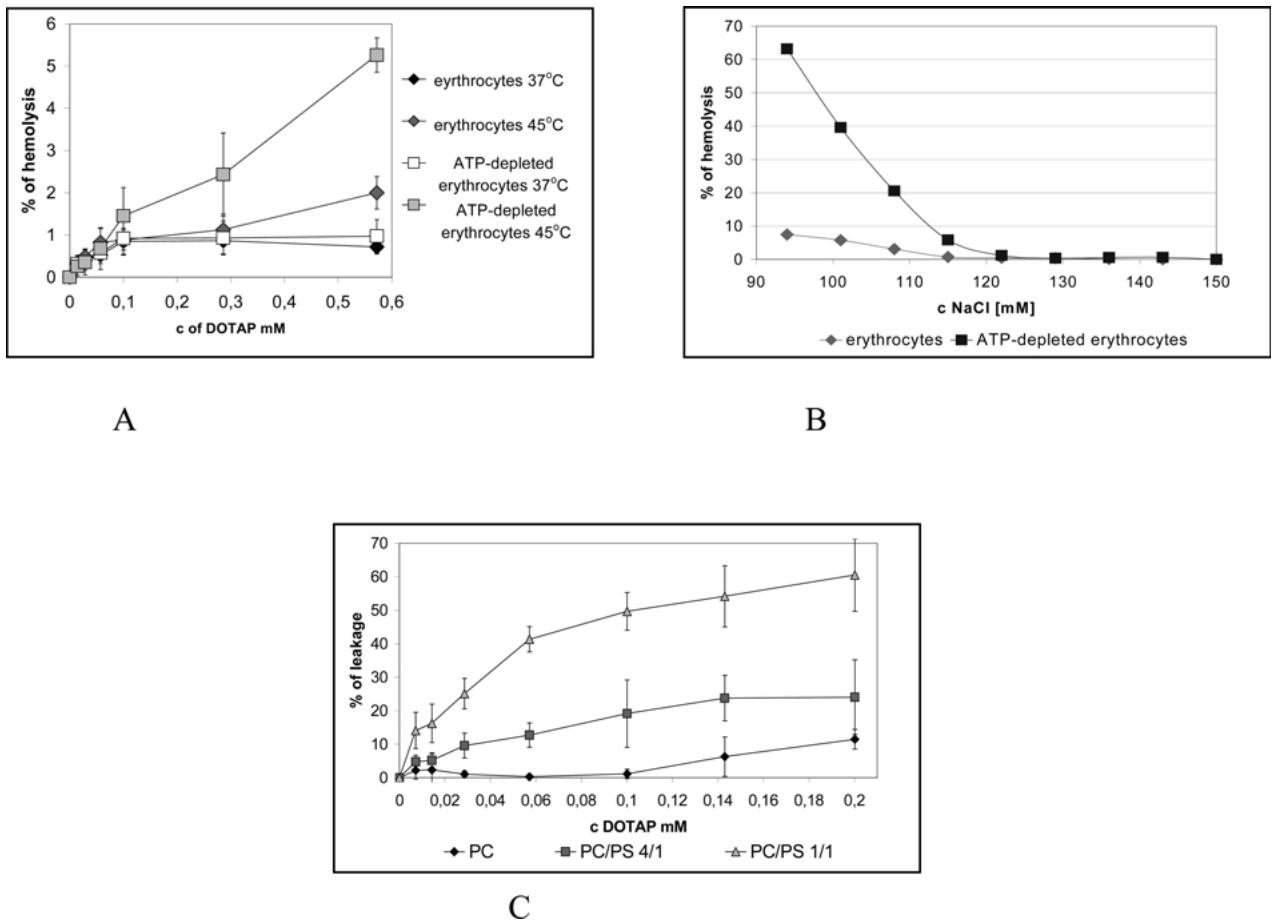 6
5
4
3
2
1
0
% of hemolysis
0
0,1
0,2
0,3
0,4
0,5
0,6
c of DOTAP mM
eyrthrocytes 37°C
erythrocytes 45°C
ATP-depleted
erythrocytes 37°C
ATP-depleted
erythrocytes 45°C
A
70
60
50
40
30
20
10
0
% of hemolysis
90
100
110
120
130
140
150
c NaCl [mM]
erythrocytes
ATP-depleted erythrocytes
B
70
60
50
40
30
20
10
0
% of leakage
0
0,02
0,04
0,06
0,08
0,1
0,12
0,14
0,16
0,18
0,2
c DOTAP mM
PC
PC/PS 4/1
PC/PS 1/1
C